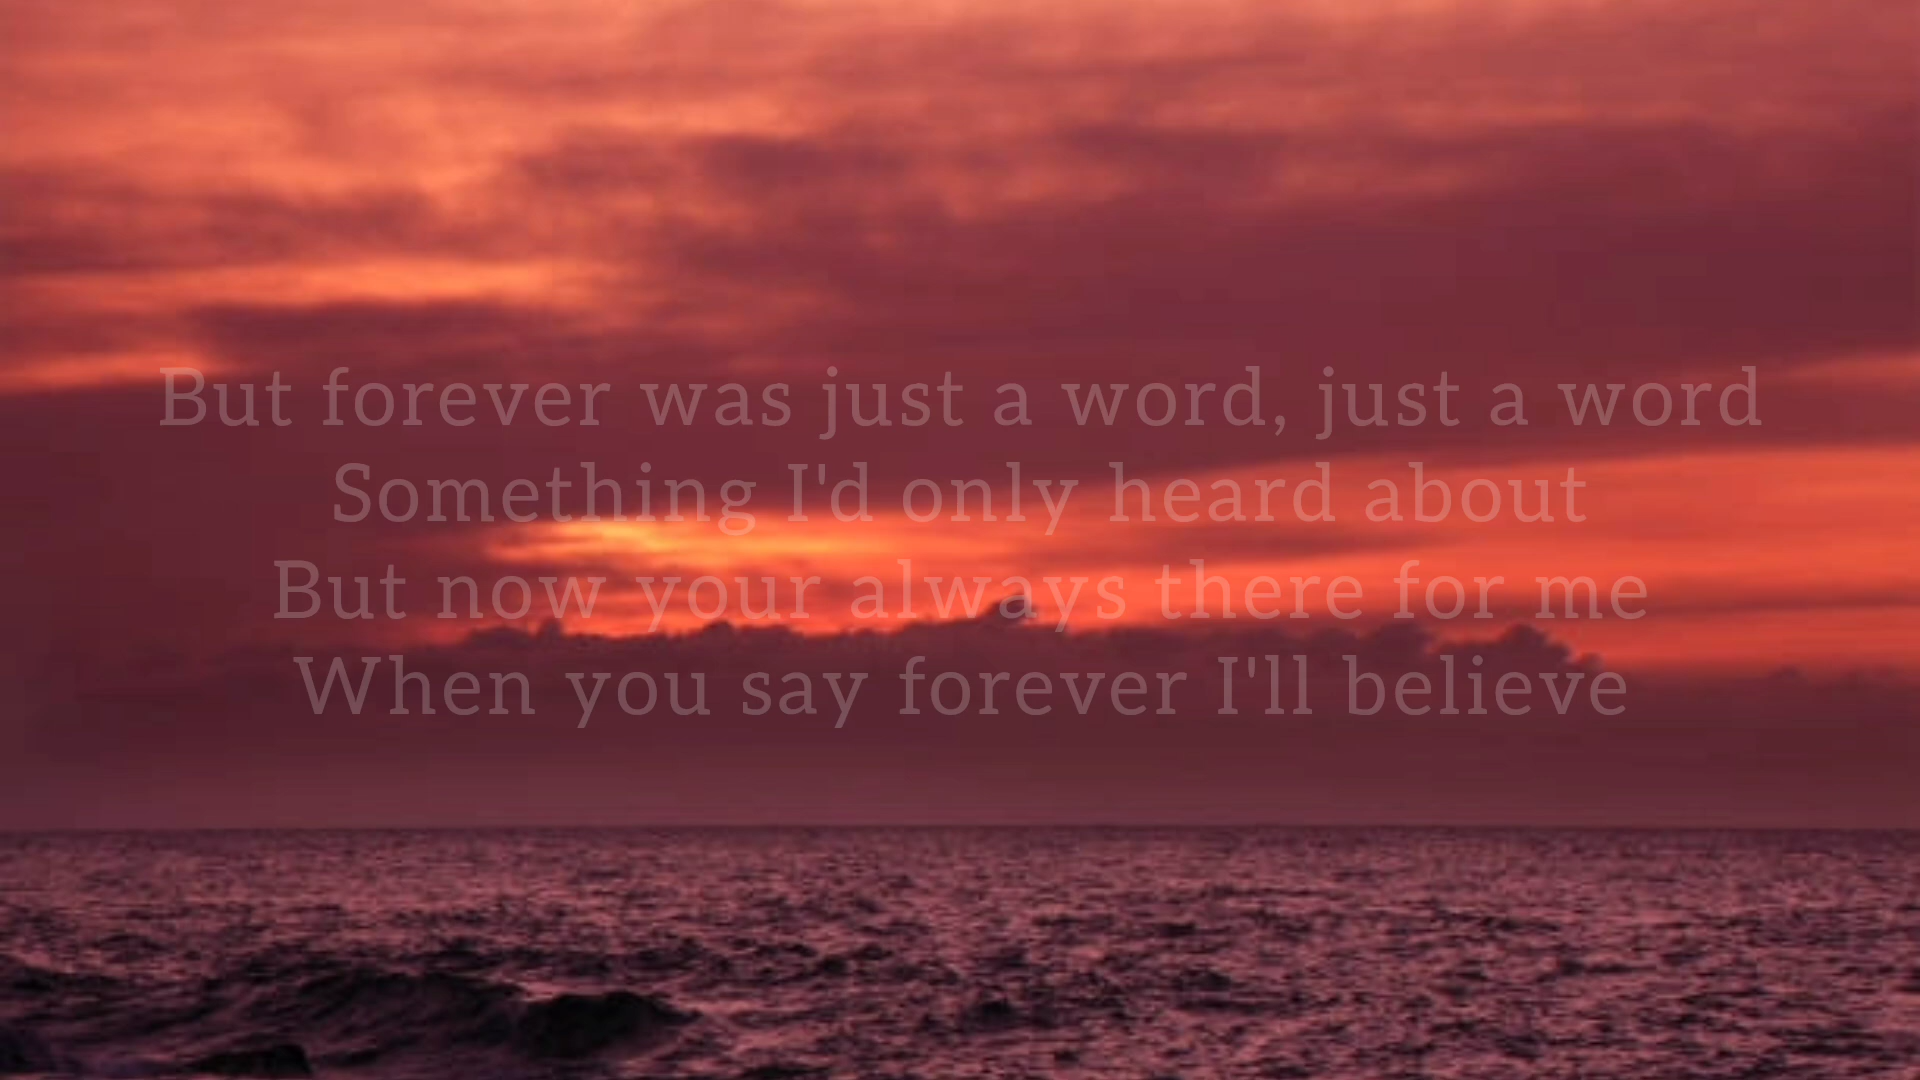 But forever was just a word, just a word
Something I'd only heard about
But now your always there for me
When you say forever I'll believe